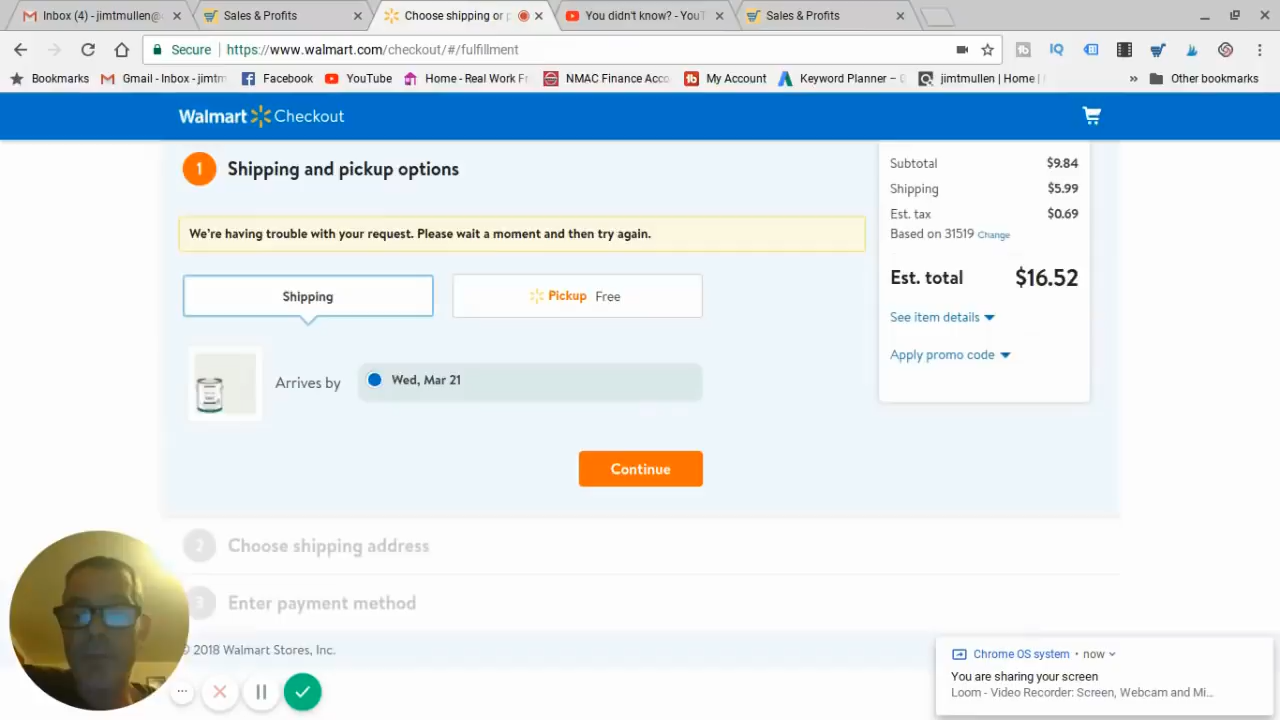 Inbox (4) - jimtmullen@
Sales & Profits
Choose shipping or p
You didn't know? - YouT
Sales & Profits
Secure
https://www.walmart.com/checkout/#/fulfillment
IQ
Bookmarks
Gmail - Inbox - jimtm
Facebook
YouTube
Home - Real Work Fr
NMAC Finance Acco
My Account
Keyword Planner –
jimtmullen | Home |
»
Other bookmarks
Walmart Checkout
1 Shipping and pickup options
We're having trouble with your request. Please wait a moment and then try again.
Shipping
Pickup Free
Arrives by
Wed, Mar 21
Continue
Subtotal $9.84
Shipping $5.99
Est. tax $0.69
Based on 31519 Change
Est. total $16.52
See item details
Apply promo code
2 Choose shipping address
3 Enter payment method
© 2018 Walmart Stores, Inc.
Chrome OS system • now
You are sharing your screen
Loom - Video Recorder: Screen, Webcam and Mi...